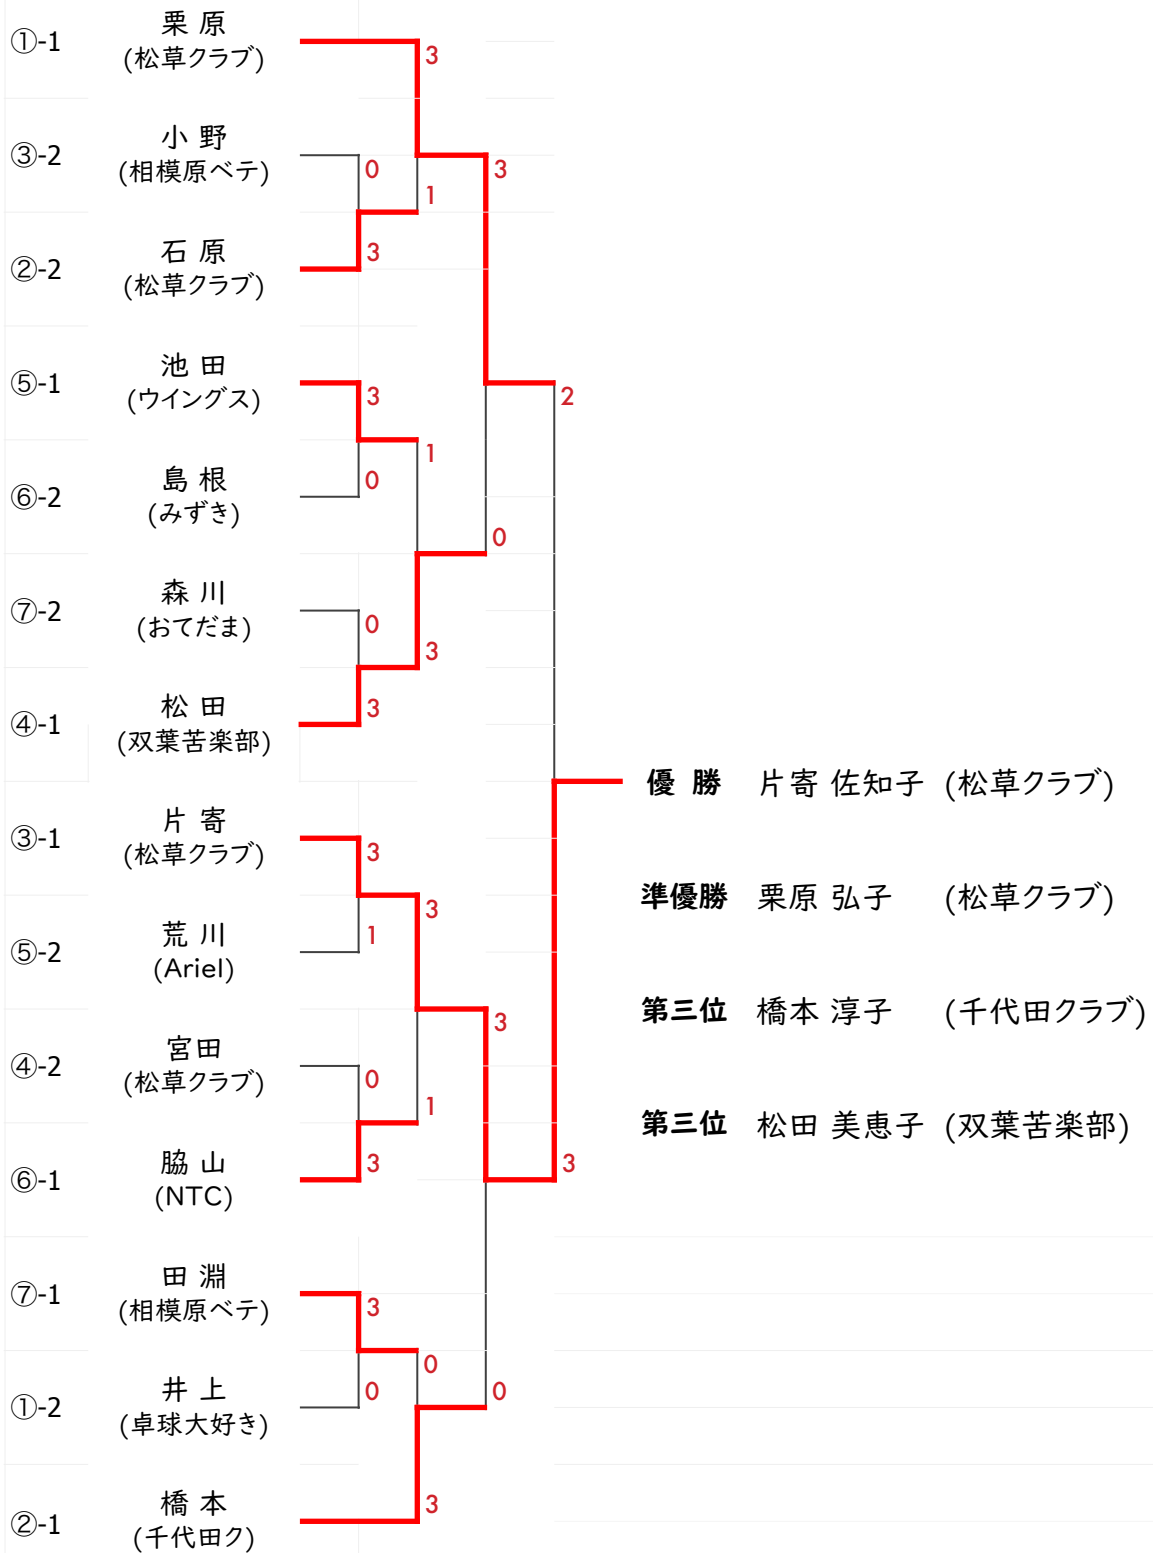 ①-1
栗 原
(松草クラブ)
3
③-2
小 野
(相模原ベテ)
0
3
1
②-2
石 原
(松草クラブ)
3
⑤-1
池 田
(ウイングス)
3
2
1
⑥-2
島 根
(みずき)
0
0
⑦-2
森 川
(おてだま)
0
3
④-1
松 田
(双葉苦楽部)
3
優 勝 片寄 佐知子 (松草クラブ)
③-1
片 寄
(松草クラブ)
3
準優勝 栗原 弘子 (松草クラブ)
3
⑤-2
荒 川
(Ariel)
1
第三位 橋本 淳子 (千代田クラブ)
3
④-2
宮田
(松草クラブ)
0
1
第三位 松田 美恵子 (双葉苦楽部)
⑥-1
脇 山
(NTC)
3
3
⑦-1
田 淵
(相模原ベテ)
3
0
①-2
井 上
(卓球大好き)
0
0
②-1
橋 本
(千代田ク)
3